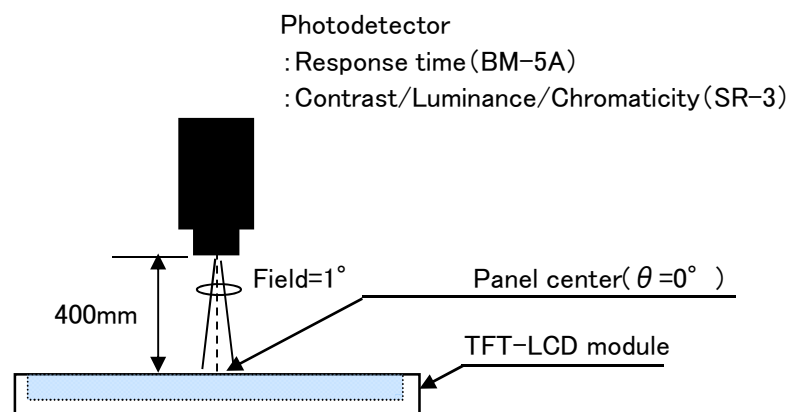 Photodetector
:Response time(BM-5A)
:Contrast/Luminance/Chromaticity(SR-3)
Field=1°
Panel center(θ=0° )
400mm
TFT-LCD module